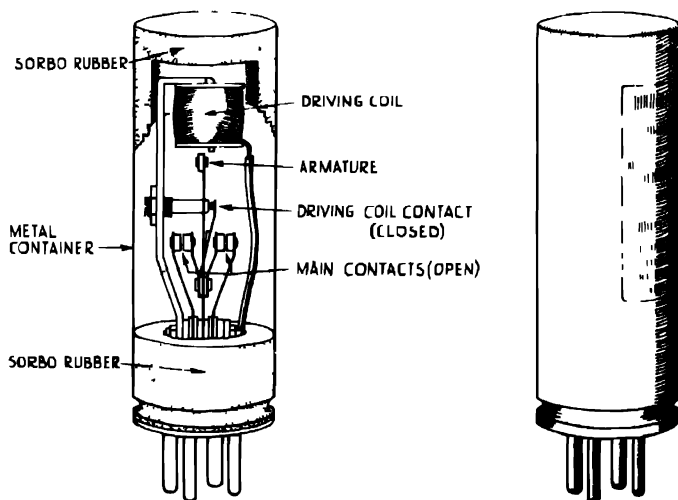 SORBO RUBBER
DRIVING COIL
ARMATURE
DRIVING COIL CONTACT
(CLOSED)
METAL
CONTAINER
MAIN CONTACTS(OPEN)
SORBO RUBBER